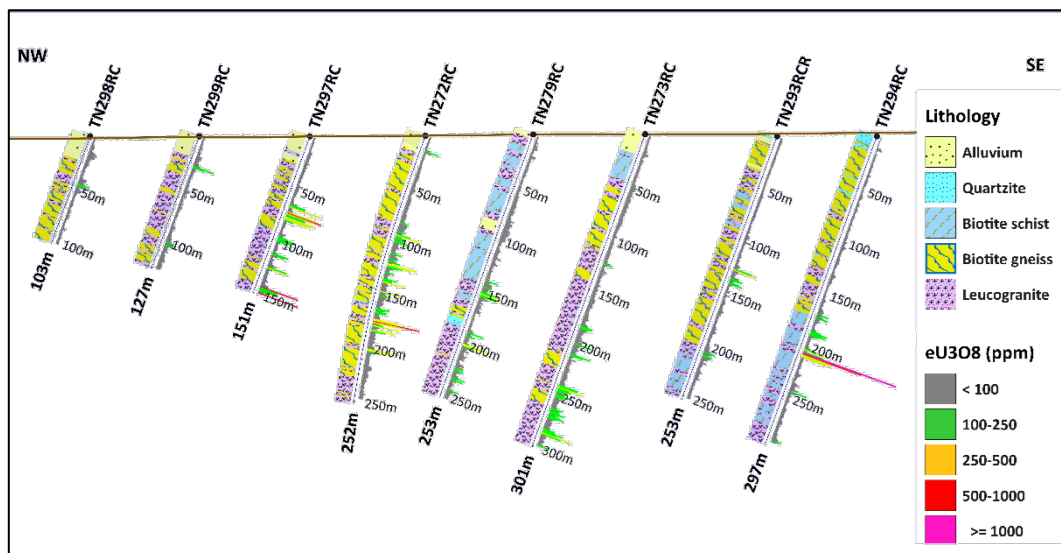 NW
SE
TN298RC
TN299RC
TN297RC
TN272RC
TN279RC
TN273RC
TN293RCR
TN294RC
50m
100m
103m
50m
100m
127m
50m
100m
150m
151m
50m
100m
150m
200m
250m
252m
50m
100m
150m
200m
250m
253m
50m
100m
150m
200m
250m
300m
301m
50m
100m
150m
200m
250m
253m
50m
100m
150m
200m
250m
297m
Lithology
Alluvium
Quartzite
Biotite schist
Biotite gneiss
Leucogranite
eU3O8 (ppm)
< 100
100-250
250-500
500-1000
>= 1000